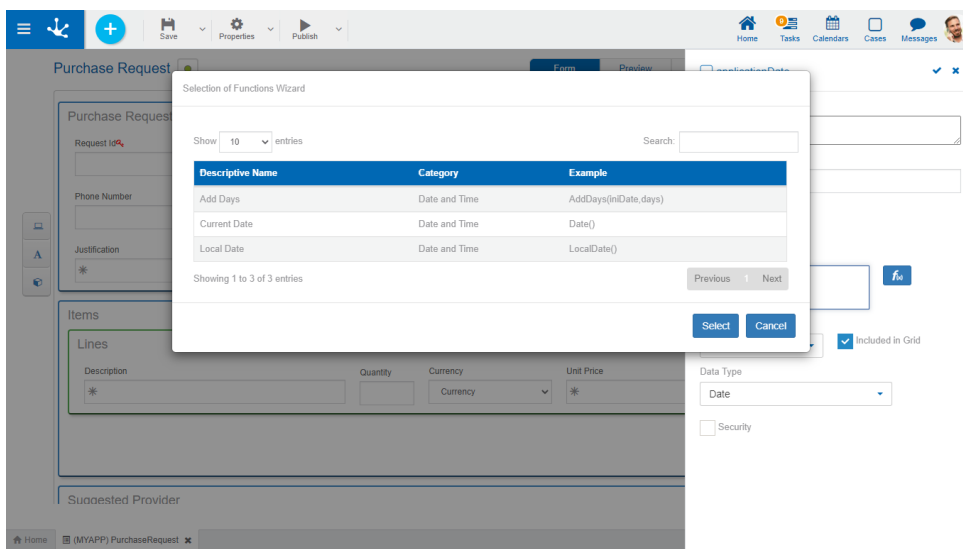 Save
Properties
Publish
Home
9
Tasks
Calendars
Cases
Messages
Purchase Request
Form
Preview
applicationDate
Selection of Functions Wizard
Purchase Request
Request Id
Phone Number
Justification
Show 10 entries
Search:
Descriptive Name Category Example
Add Days Date and Time AddDays(iniDate,days)
Current Date Date and Time Date()
Local Date Date and Time LocalDate()
Showing 1 to 3 of 3 entries
Previous 1 Next
Select Cancel
f(x)
Items
Lines
Included in Grid
Description Quantity Currency Unit Price
Currency
Data Type
Date
Security
Suggested Provider
Home
(MYAPP) PurchaseRequest